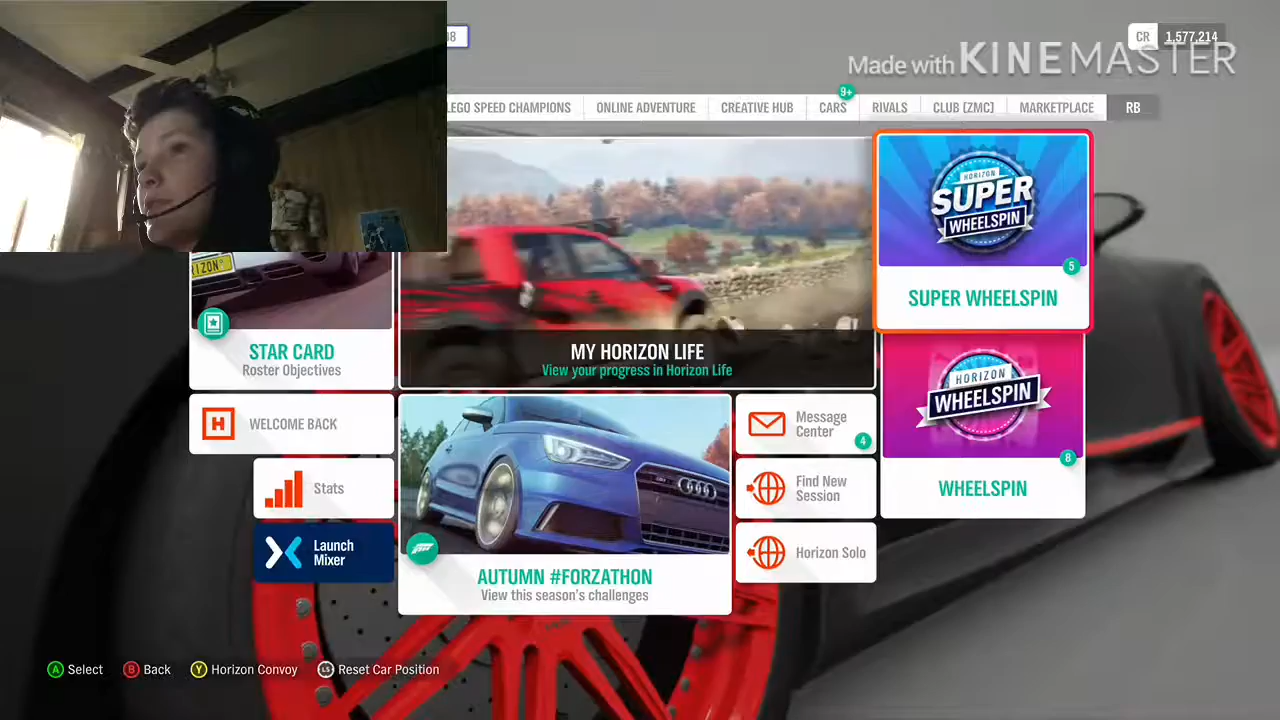 08
CR 1,577,214
Made with KINEMASTER
LEGO SPEED CHAMPIONS ONLINE ADVENTURE CREATIVE HUB CARS 9+ RIVALS CLUB [ZMC] MARKETPLACE RB
HORIZON
SUPER
WHEELSPIN
5
SUPER WHEELSPIN
RIZON
STAR CARD
Roster Objectives
MY HORIZON LIFE
View your progress in Horizon Life
HORIZON
WHEELSPIN
8
WHEELSPIN
H WELCOME BACK
Stats
Launch
Mixer
AUTUMN #FORZATHON
View this season's challenges
Message
Center
4
Find New
Session
Horizon Solo
A Select B Back Y Horizon Convoy LS Reset Car Position